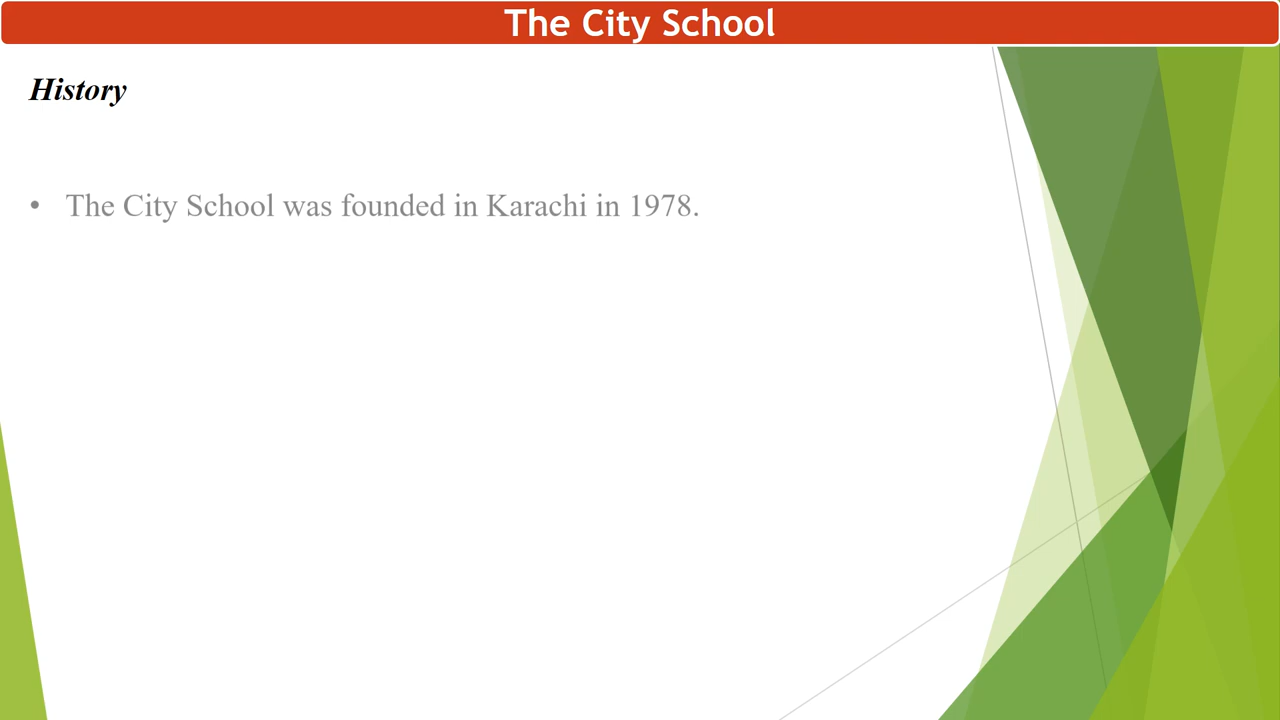 The City School
History
• The City School was founded in Karachi in 1978.